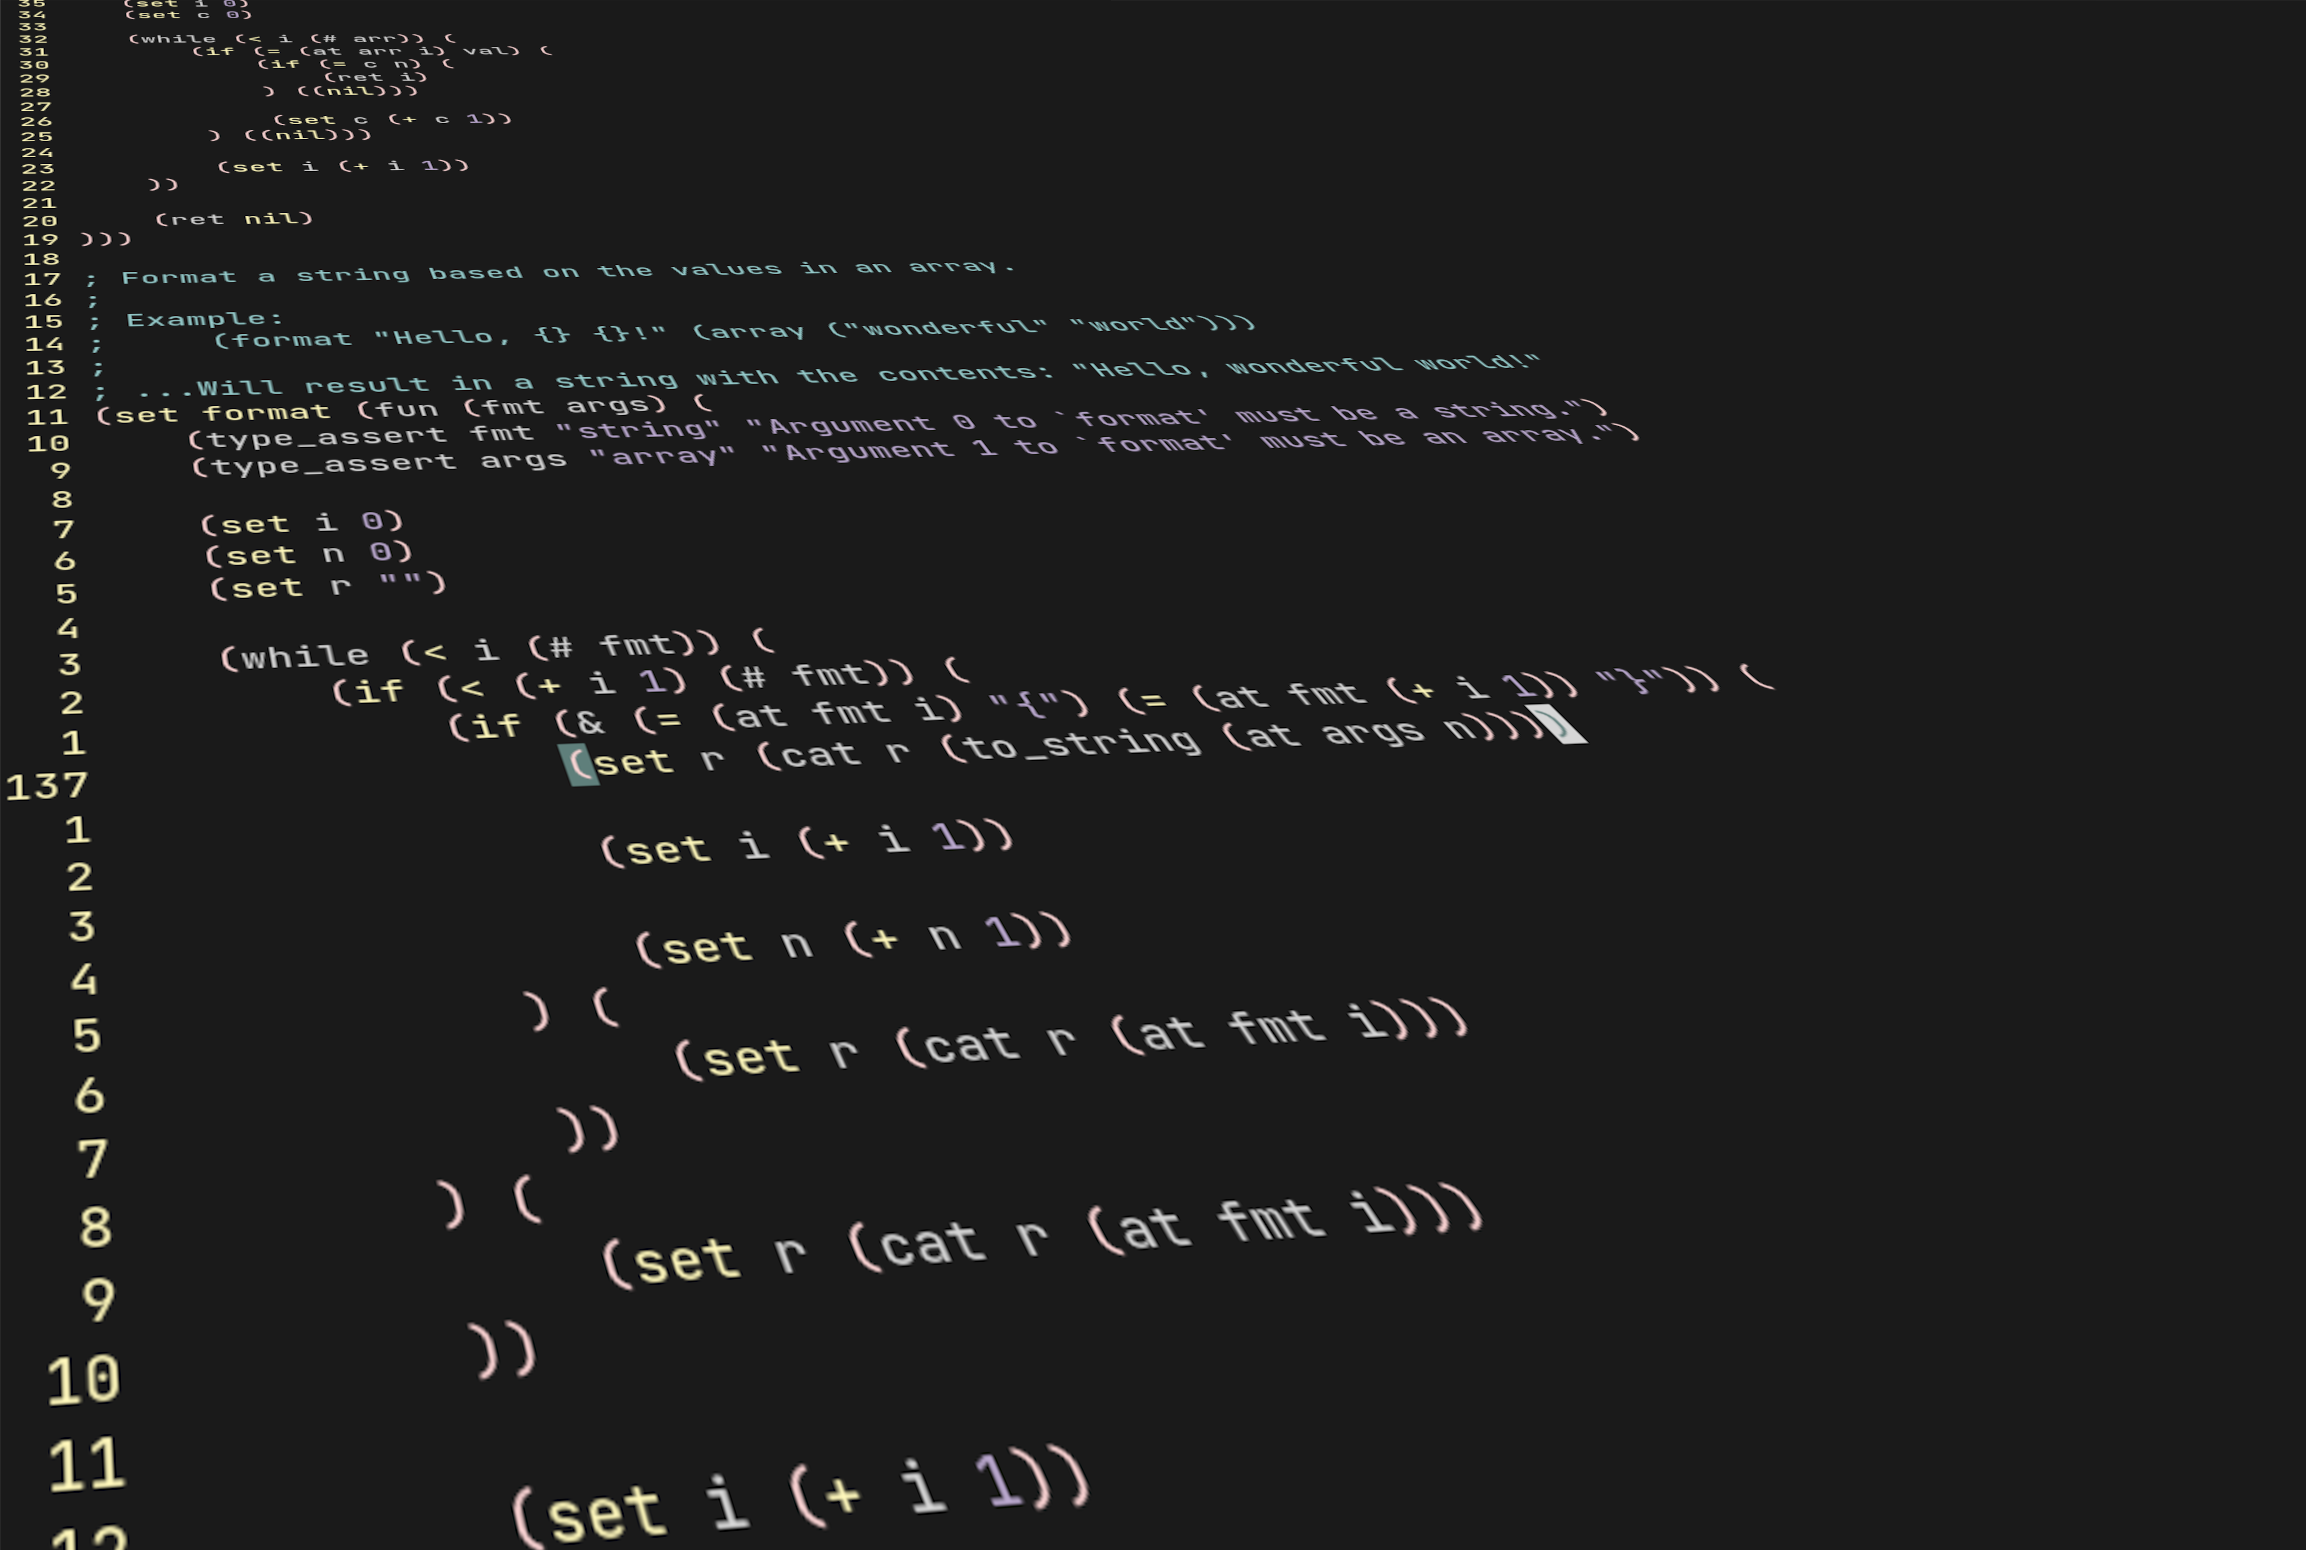 35 (set i 0)
34 (set c 0)
33
32 (while (< i (# arr)) (
31 (if (= (at arr i) val) (
30 (if (= c n) (
29 (ret i)
28 ) ((nil)))
27
26 (set c (+ c 1))
25 ) ((nil)))
24
23 (set i (+ i 1))
22 ))
21
20 (ret nil)
19 )))
18
17 ; Format a string based on the values in an array.
16 ;
15 ; Example:
14 ; (format "Hello, {} {}!" (array ("wonderful" "world")))
13 ;
12 ; ...Will result in a string with the contents: "Hello, wonderful world!"
11 (set format (fun (fmt args) (
10 (type_assert fmt "string" "Argument 0 to `format' must be a string.")
9 (type_assert args "array" "Argument 1 to `format' must be an array.")
8
7 (set i 0)
6 (set n 0)
5 (set r "")
4
3 (while (< i (# fmt)) (
2 (if (< (+ i 1) (# fmt)) (
1 (if (& (= (at fmt i) "{") (= (at fmt (+ i 1)) "}")) (
137 (set r (cat r (to_string (at args n))))
1
2 (set i (+ i 1))
3
4 (set n (+ n 1))
5 ) (
6 (set r (cat r (at fmt i)))
7 ))
8 ) (
9 (set r (cat r (at fmt i)))
10 ))
11
12 (set i (+ i 1))